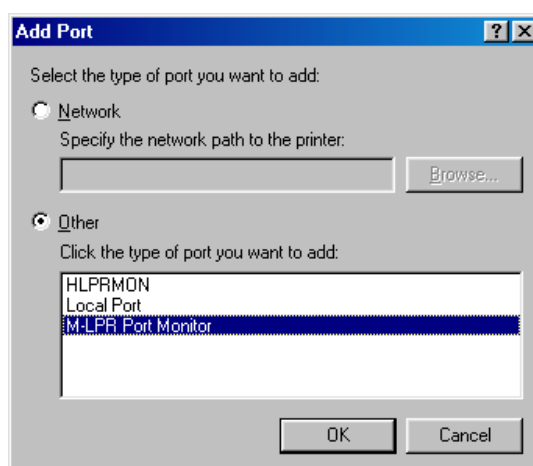 Add Port
Select the type of port you want to add:
Network
Specify the network path to the printer:
Browse...
Other
Click the type of port you want to add:
HLPRMON
Local Port
M-LPR Port Monitor
OK Cancel